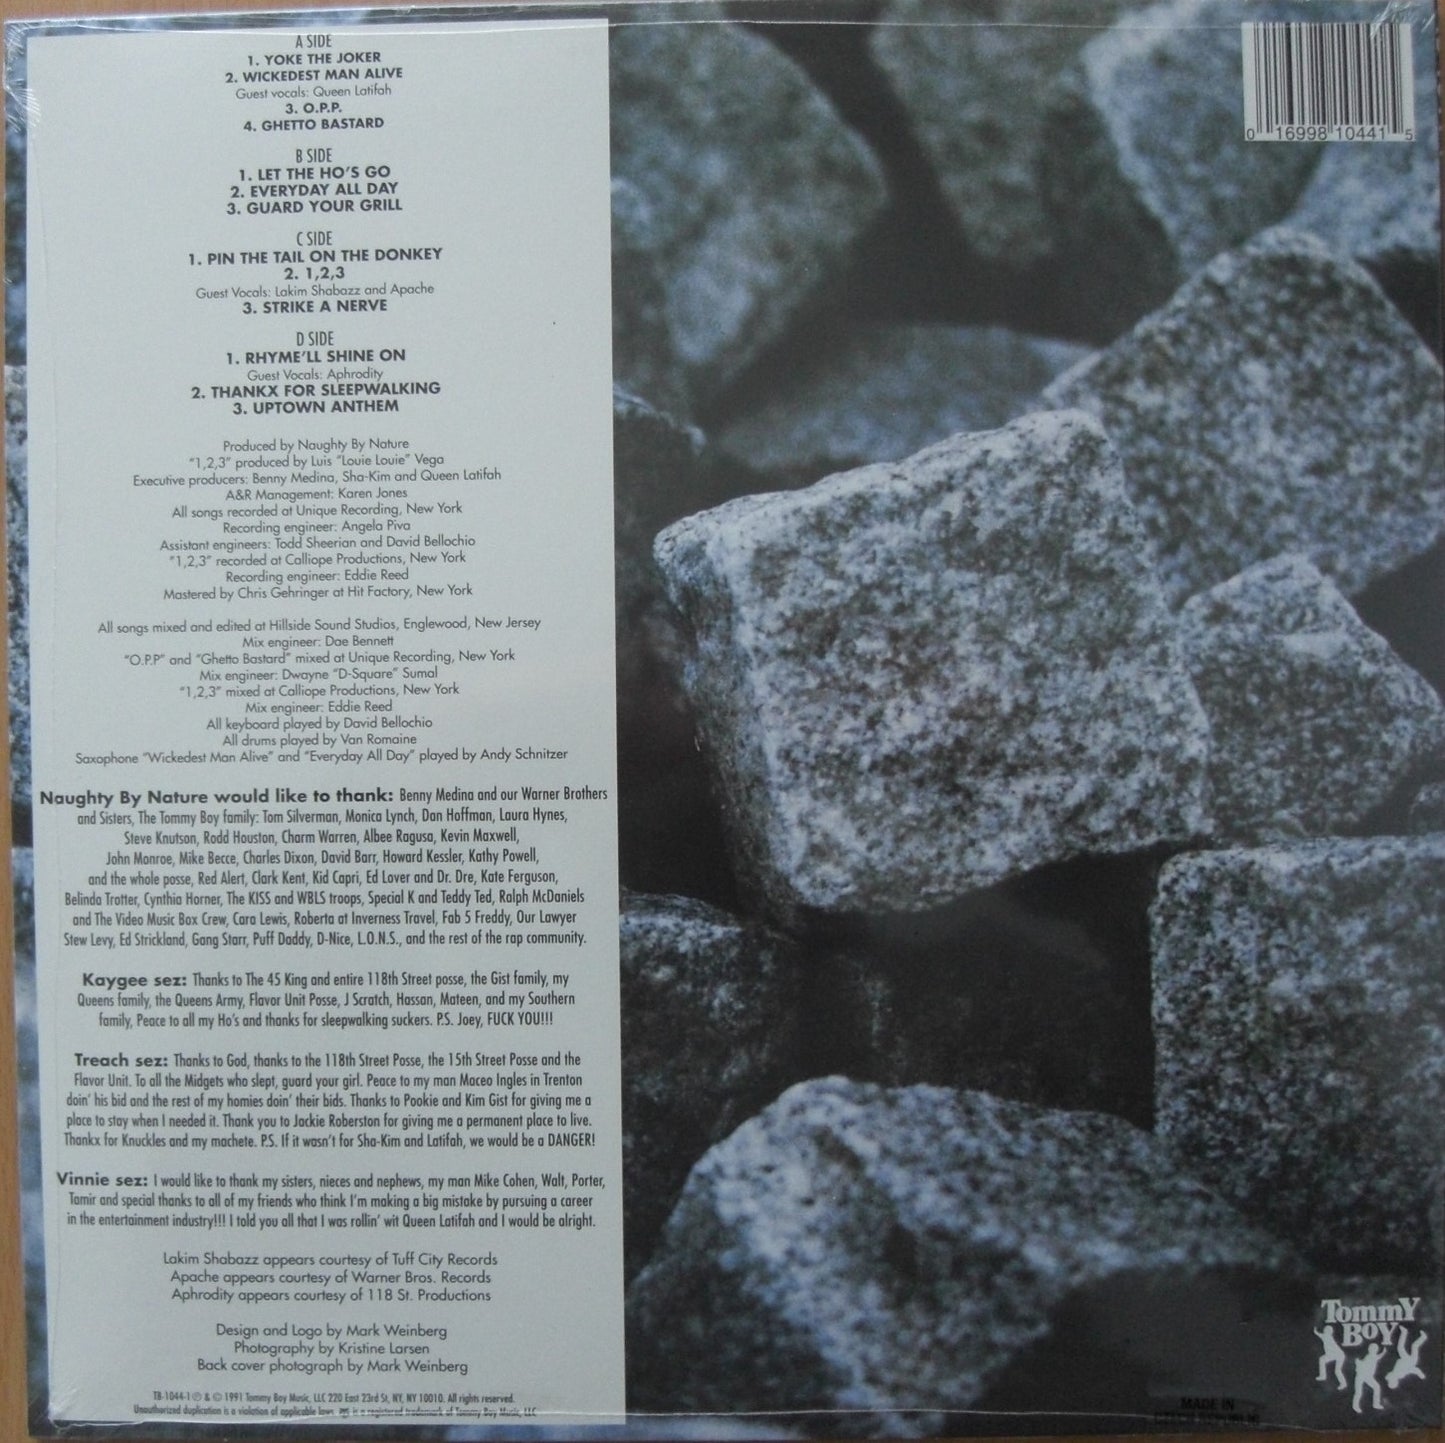 A SIDE
1. YOKE THE JOKER
2. WICKEDEST MAN ALIVE
Guest vocals: Queen Latifah
3. O.P.P.
4. GHETTO BASTARD
B SIDE
1. LET THE HO'S GO
2. EVERYDAY ALL DAY
3. GUARD YOUR GRILL
C SIDE
1. PIN THE TAIL ON THE DONKEY
2. 1,2,3
Guest Vocals: Lakim Shabazz and Apache
3. STRIKE A NERVE
D SIDE
1. RHYME'LL SHINE ON
Guest Vocals: Aphrodity
2. THANKX FOR SLEEPWALKING
3. UPTOWN ANTHEM
Produced by Naughty By Nature
"1,2,3" produced by Luis "Louie Louie" Vega
Executive producers: Benny Medina, Sha-Kim and Queen Latifah
A&R Management: Karen Jones
All songs recorded at Unique Recording, New York
Recording engineer: Angela Piva
Assistant engineers: Todd Sheerian and David Bellochio
"1,2,3" recorded at Calliope Productions, New York
Recording engineer: Eddie Reed
Mastered by Chris Gehringer at Hit Factory, New York
All songs mixed and edited at Hillside Sound Studios, Englewood, New Jersey
Mix engineer: Dae Bennett
"O.P.P" and "Ghetto Bastard" mixed at Unique Recording, New York
Mix engineer: Dwayne "D-Square" Sumal
"1,2,3" mixed at Calliope Productions, New York
Mix engineer: Eddie Reed
All keyboard played by David Bellochio
All drums played by Van Romaine
Saxophone "Wickedest Man Alive" and "Everyday All Day" played by Andy Schnitzer
Naughty By Nature would like to thank: Benny Medina and our Warner Brothers
and Sisters, The Tommy Boy family: Tom Silverman, Monica Lynch, Dan Hoffman, Laura Hynes,
Steve Knutson, Rodd Houston, Charm Warren, Albee Ragusa, Kevin Maxwell,
John Monroe, Mike Becce, Charles Dixon, David Barr, Howard Kessler, Kathy Powell,
and the whole posse, Red Alert, Clark Kent, Kid Capri, Ed Lover and Dr. Dre, Kate Ferguson,
Belinda Trotter, Cynthia Horner, The KISS and WBLS troops, Special K and Teddy Ted, Ralph McDaniels
and The Video Music Box Crew, Cara Lewis, Roberta at Inverness Travel, Fab 5 Freddy, Our Lawyer
Stew Levy, Ed Strickland, Gang Starr, Puff Daddy, D-Nice, L.O.N.S., and the rest of the rap community.
Kaygee sez: Thanks to The 45 King and entire 118th Street posse, the Gist family, my
Queens family, the Queens Army, Flavor Unit Posse, J Scratch, Hassan, Mateen, and my Southern
family, Peace to all my Ho's and thanks for sleepwalking suckers. P.S. Joey, FUCK YOU!!!
Treach sez: Thanks to God, thanks to the 118th Street Posse, the 15th Street Posse and the
Flavor Unit. To all the Midgets who slept, guard your girl. Peace to my man Maceo Ingles in Trenton
doin' his bid and the rest of my homies doin' their bids. Thanks to Pookie and Kim Gist for giving me a
place to stay when I needed it. Thank you to Jackie Roberston for giving me a permanent place to live.
Thankx for Knuckles and my machete. P.S. If it wasn't for Sha-Kim and Latifah, we would be a DANGER!
Vinnie sez: I would like to thank my sisters, nieces and nephews, my man Mike Cohen, Walt, Porter,
Tamir and special thanks to all of my friends who think I'm making a big mistake by pursuing a career
in the entertainment industry!!! I told you all that I was rollin' wit Queen Latifah and I would be alright.
Lakim Shabazz appears courtesy of Tuff City Records
Apache appears courtesy of Warner Bros. Records
Aphrodity appears courtesy of 118 St. Productions
Design and Logo by Mark Weinberg
Photography by Kristine Larsen
Back cover photograph by Mark Weinberg
TB-1044-1 ℗ & © 1991 Tommy Boy Music, LLC 220 East 23rd St, NY, NY 10010. All rights reserved.
Unauthorized duplication is a violation of applicable laws. is a registered trademark of Tommy Boy Music, LLC
0 16998 10441 5
TommY
BoY
MADE IN